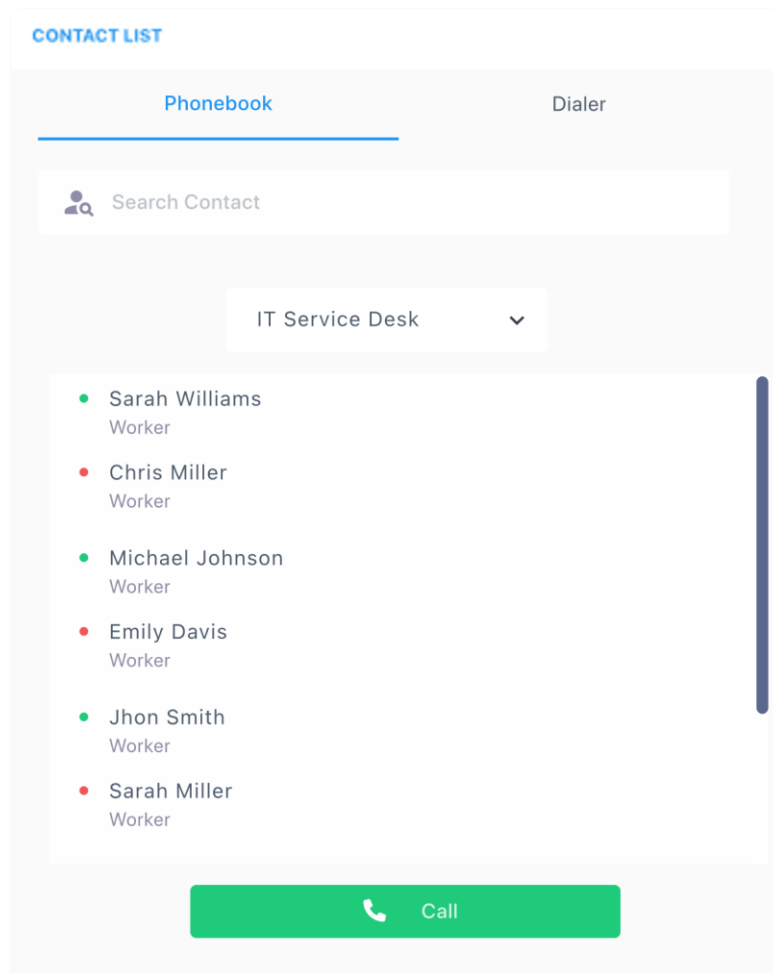 CONTACT LIST
Phonebook
Dialer
Search Contact
IT Service Desk
Sarah Williams
Worker
Chris Miller
Worker
Michael Johnson
Worker
Emily Davis
Worker
Jhon Smith
Worker
Sarah Miller
Worker
Call